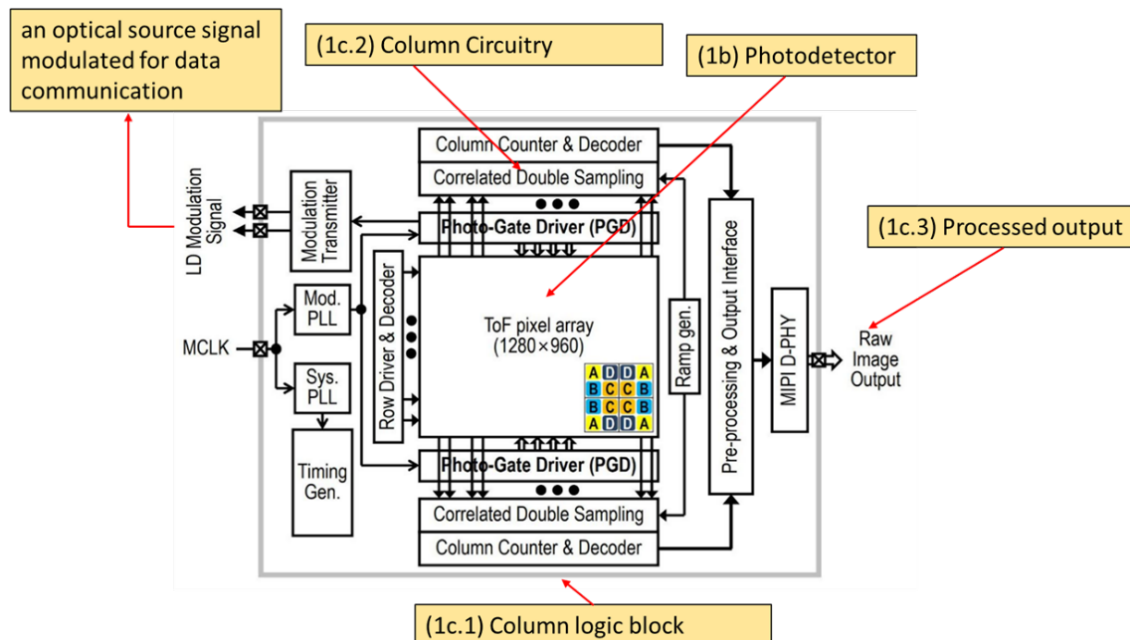 an optical source signal
modulated for data
communication
(1c.2) Column Circuitry
(1b) Photodetector
Column Counter & Decoder
Correlated Double Sampling
Photo-Gate Driver (PGD)
LD Modulation
Signal
Modulation
Transmitter
(1c.3) Processed output
MCLK
Mod.
PLL
Sys.
PLL
Timing
Gen.
Row Driver & Decoder
ToF pixel array
(1280×960)
A D D A
B C C B
B C C B
A D D A
Ramp gen.
Pre-processing & Output Interface
MIPI D-PHY
Raw
Image
Output
Photo-Gate Driver (PGD)
Correlated Double Sampling
Column Counter & Decoder
(1c.1) Column logic block